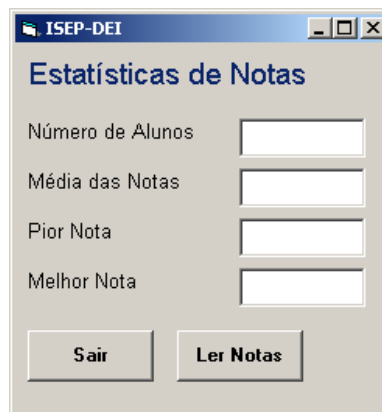 ISEP-DEI
Estatísticas de Notas
Número de Alunos
Média das Notas
Pior Nota
Melhor Nota
Sair Ler Notas